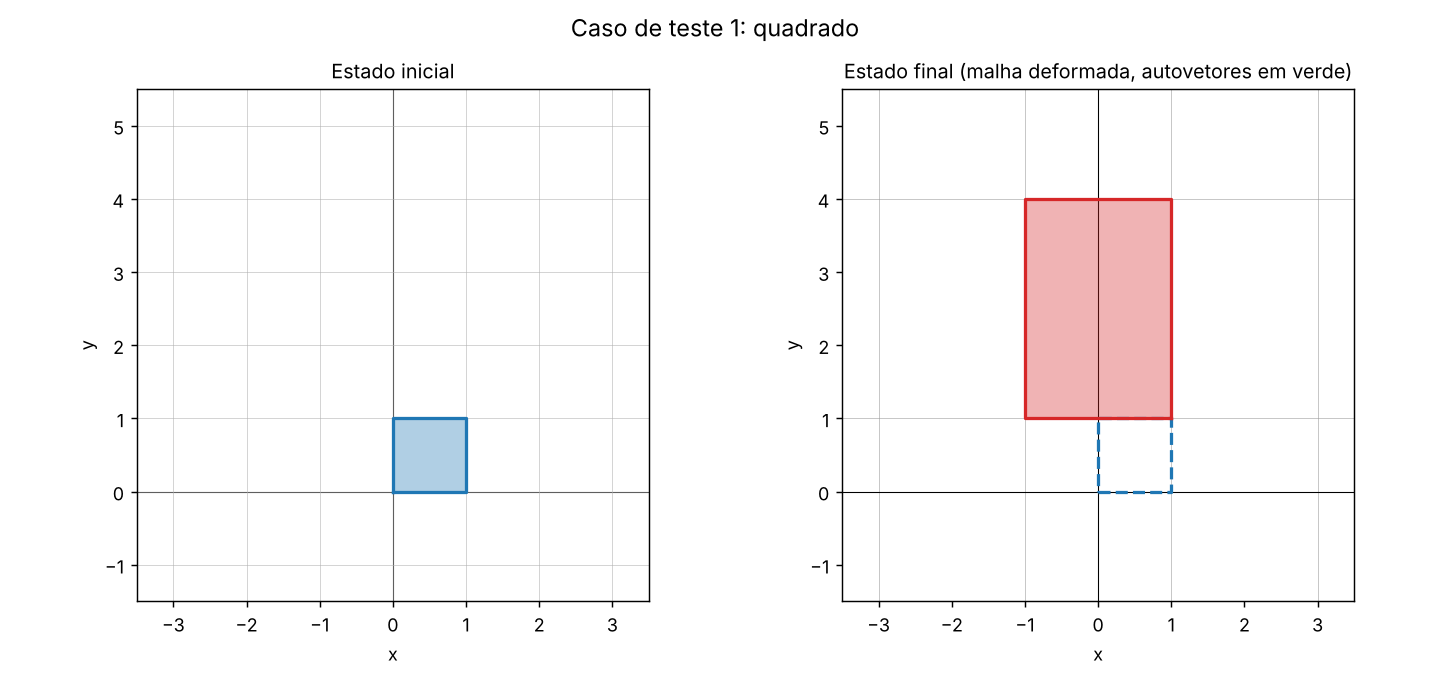 Caso de teste 1: quadrado
Estado inicial
5
4
3
2
1
0
−1
y
−3 −2 −1 0 1 2 3
x
Estado final (malha deformada, autovetores em verde)
5
4
3
2
1
0
−1
y
−3 −2 −1 0 1 2 3
x